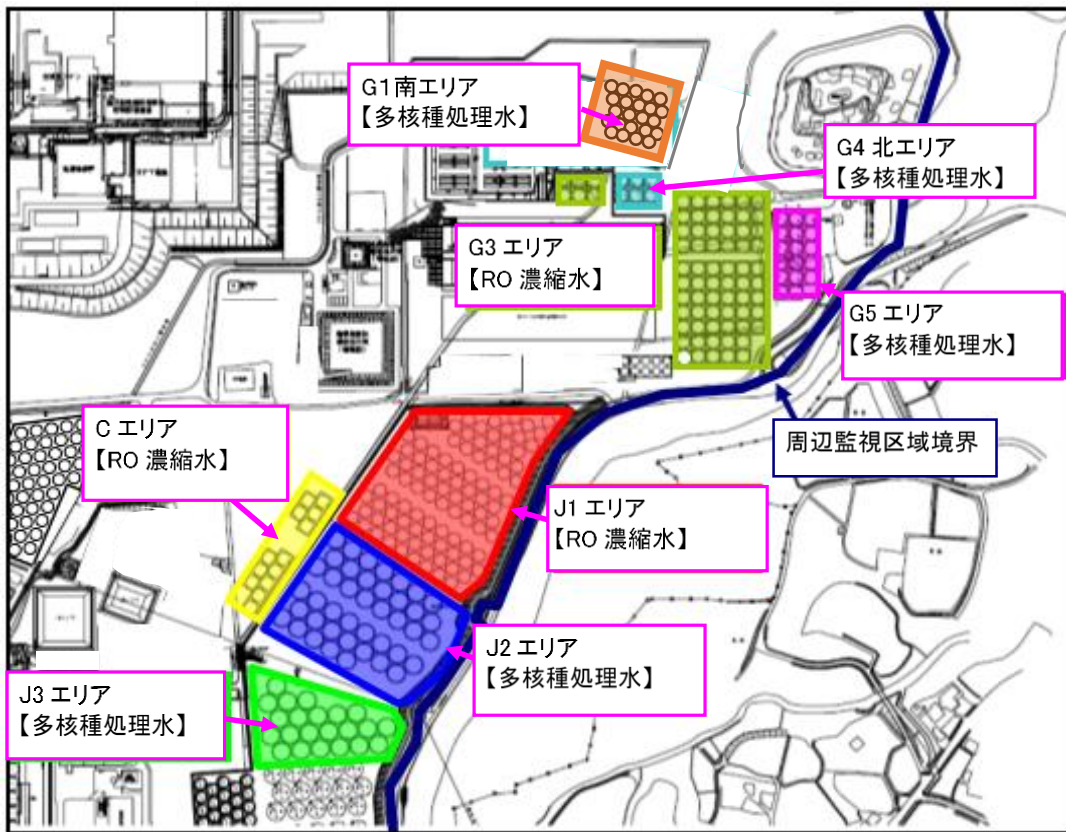 G1南エリア
【多核種処理水】
G4 北エリア
【多核種処理水】
G3 エリア
【RO 濃縮水】
G5 エリア
【多核種処理水】
C エリア
【RO 濃縮水】
周辺監視区域境界
J1 エリア
【RO 濃縮水】
J2 エリア
【多核種処理水】
J3 エリア
【多核種処理水】